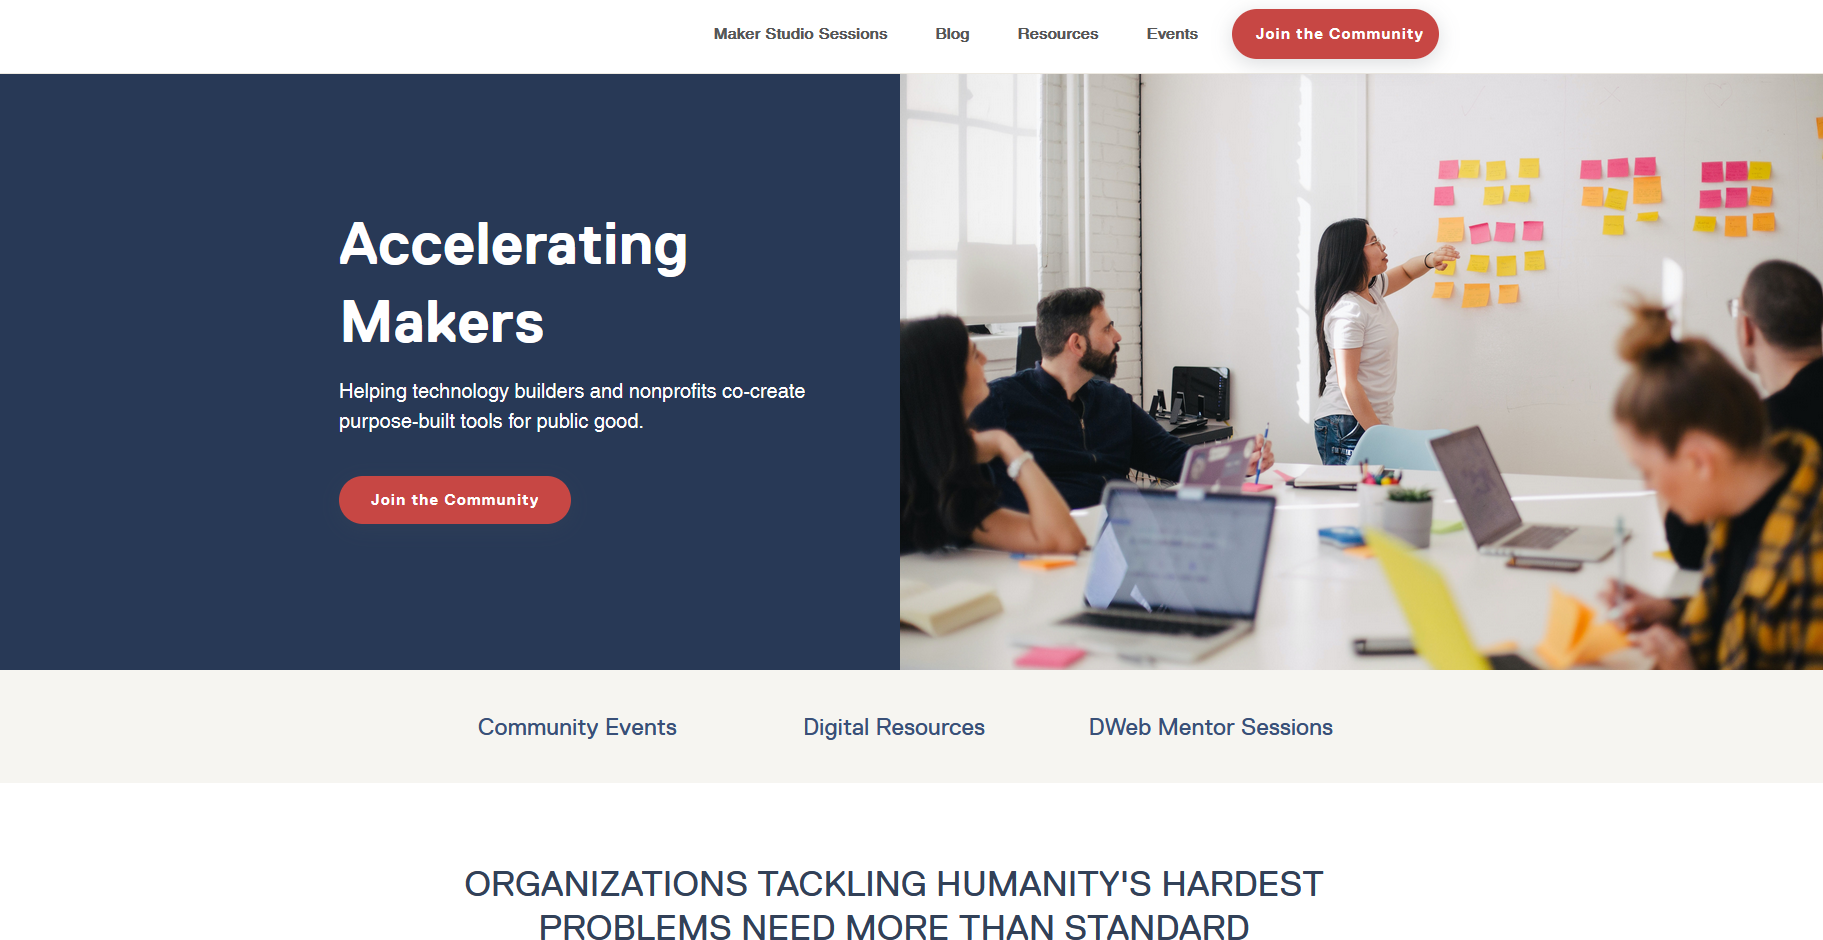 Maker Studio Sessions Blog Resources Events Join the Community
Accelerating
Makers
Helping technology builders and nonprofits co-create
purpose-built tools for public good.
Join the Community
Community Events Digital Resources DWeb Mentor Sessions
ORGANIZATIONS TACKLING HUMANITY'S HARDEST
PROBLEMS NEED MORE THAN STANDARD